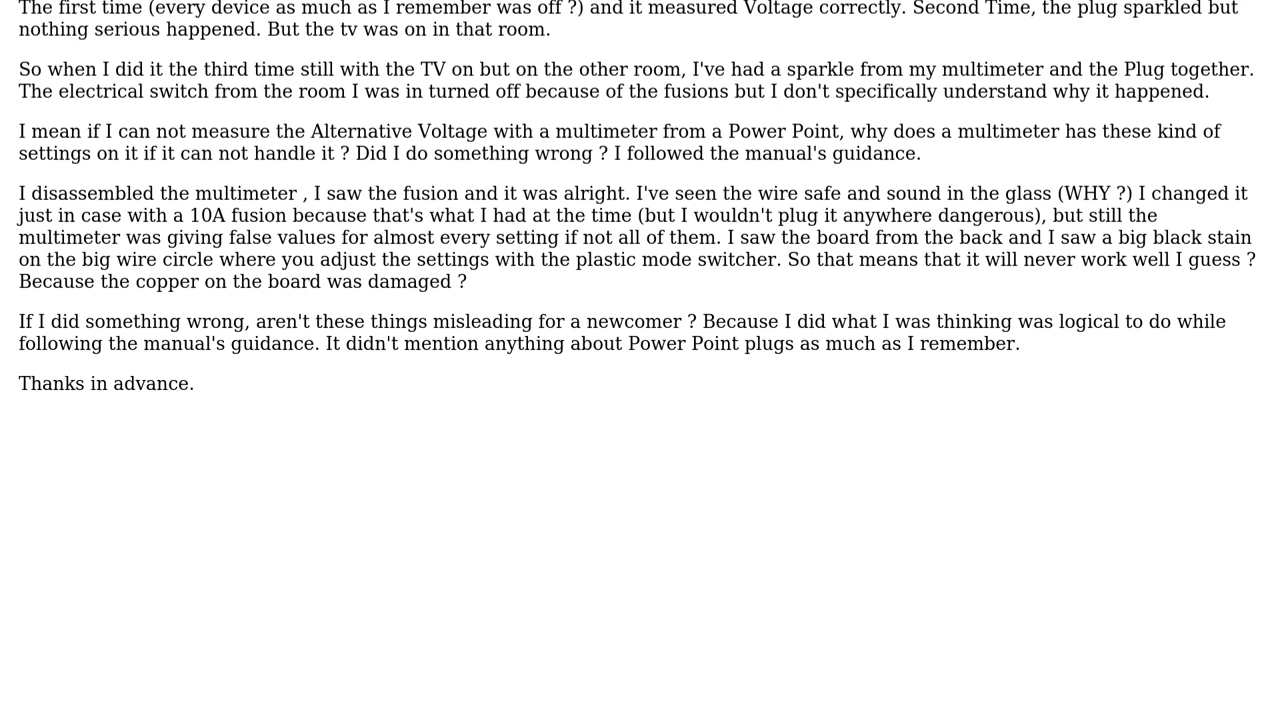 The first time (every device as much as I remember was off ?) and it measured Voltage correctly. Second Time, the plug sparkled but
nothing serious happened. But the tv was on in that room.
So when I did it the third time still with the TV on but on the other room, I've had a sparkle from my multimeter and the Plug together.
The electrical switch from the room I was in turned off because of the fusions but I don't specifically understand why it happened.
I mean if I can not measure the Alternative Voltage with a multimeter from a Power Point, why does a multimeter has these kind of
settings on it if it can not handle it ? Did I do something wrong ? I followed the manual's guidance.
I disassembled the multimeter , I saw the fusion and it was alright. I've seen the wire safe and sound in the glass (WHY ?) I changed it
just in case with a 10A fusion because that's what I had at the time (but I wouldn't plug it anywhere dangerous), but still the
multimeter was giving false values for almost every setting if not all of them. I saw the board from the back and I saw a big black stain
on the big wire circle where you adjust the settings with the plastic mode switcher. So that means that it will never work well I guess ?
Because the copper on the board was damaged ?
If I did something wrong, aren't these things misleading for a newcomer ? Because I did what I was thinking was logical to do while
following the manual's guidance. It didn't mention anything about Power Point plugs as much as I remember.
Thanks in advance.